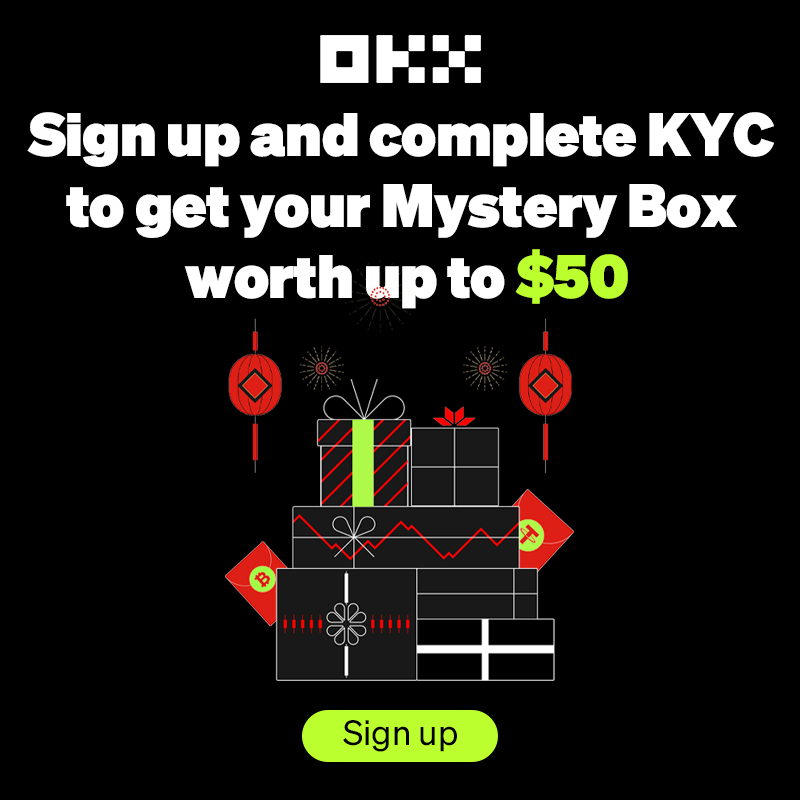 OKX
Sign up and complete KYC
to get your Mystery Box
worth up to $50
Sign up